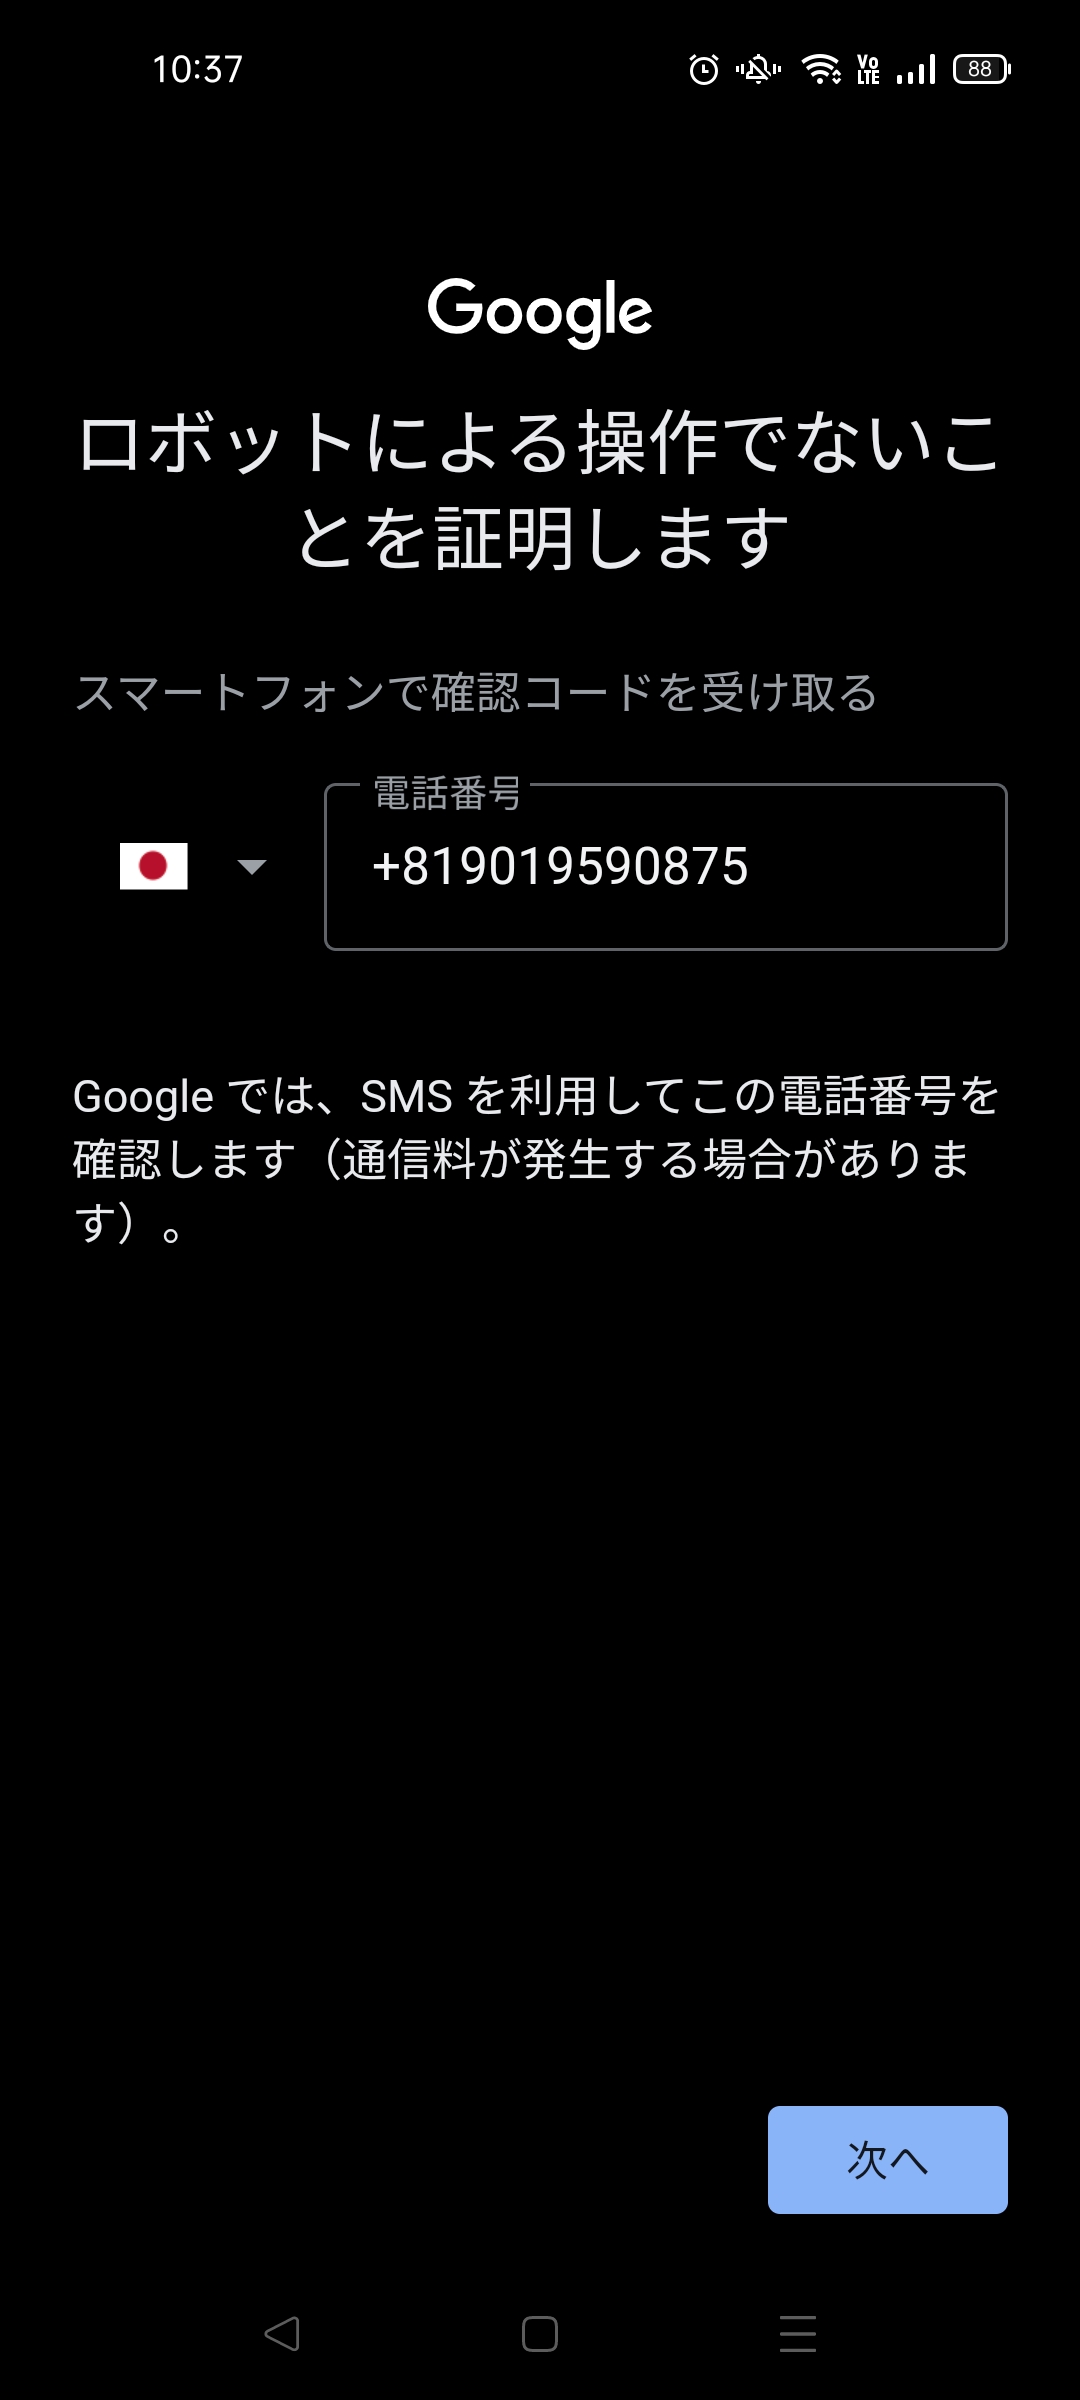 10:37
Vo
LTE
88
Google
ロボットによる操作でないこ
とを証明します
スマートフォンで確認コードを受け取る
電話番号
+819019590875
Google では、SMS を利用してこの電話番号を
確認します（通信料が発生する場合がありま
す）。
次へ